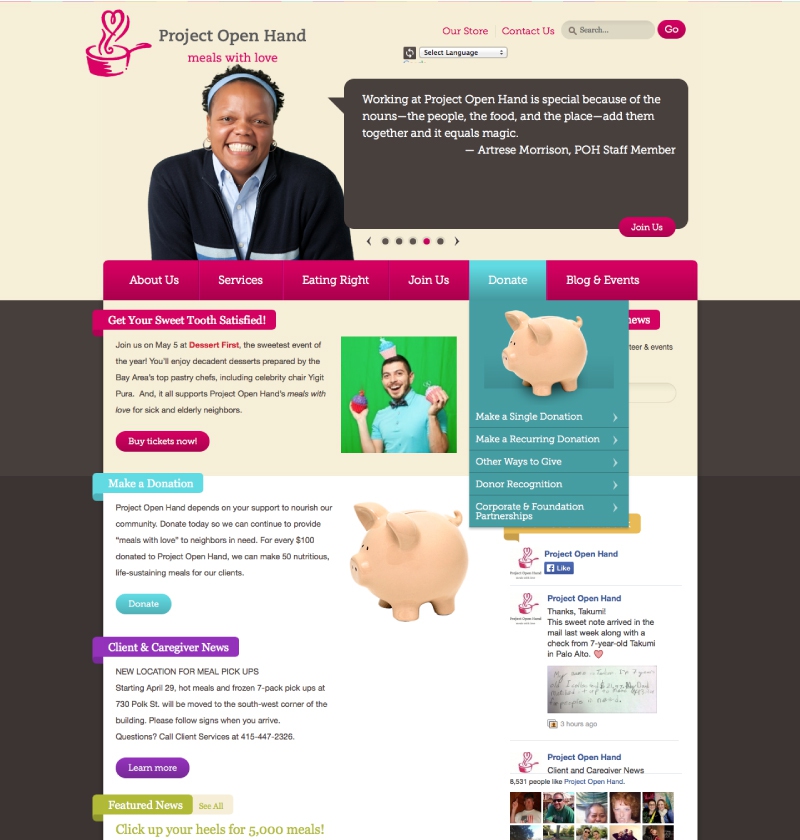 Project Open Hand
meals with love
Our Store
Contact Us
Search...
Go
Select Language
Working at Project Open Hand is special because of the
nouns—the people, the food, and the place—add them
together and it equals magic.
— Artrese Morrison, POH Staff Member
Join Us
About Us
Services
Eating Right
Join Us
Donate
Blog & Events
Get Your Sweet Tooth Satisfied!
Join us on May 5 at Dessert First, the sweetest event of
the year! You'll enjoy decadent desserts prepared by the
Bay Area's top pastry chefs, including celebrity chair Yigit
Pura. And, it all supports Project Open Hand's meals with
love for sick and elderly neighbors.
Buy tickets now!
Make a Single Donation
Make a Recurring Donation
Other Ways to Give
Donor Recognition
Corporate & Foundation
Partnerships
news
teer & events
Make a Donation
Project Open Hand depends on your support to nourish our
community. Donate today so we can continue to provide
"meals with love" to neighbors in need. For every $100
donated to Project Open Hand, we can make 50 nutritious,
life-sustaining meals for our clients.
Donate
Client & Caregiver News
NEW LOCATION FOR MEAL PICK UPS
Starting April 29, hot meals and frozen 7-pack pick ups at
730 Polk St. will be moved to the south-west corner of the
building. Please follow signs when you arrive.
Questions? Call Client Services at 415-447-2326.
Learn more
Featured News
See All
Click up your heels for 5,000 meals!
Project Open Hand
Like
Project Open Hand
Thanks, Takumi!
This sweet note arrived in the
mail last week along with a
check from 7-year-old Takumi
in Palo Alto.
3 hours ago
Project Open Hand
Client and Caregiver News
8,531 people like Project Open Hand.